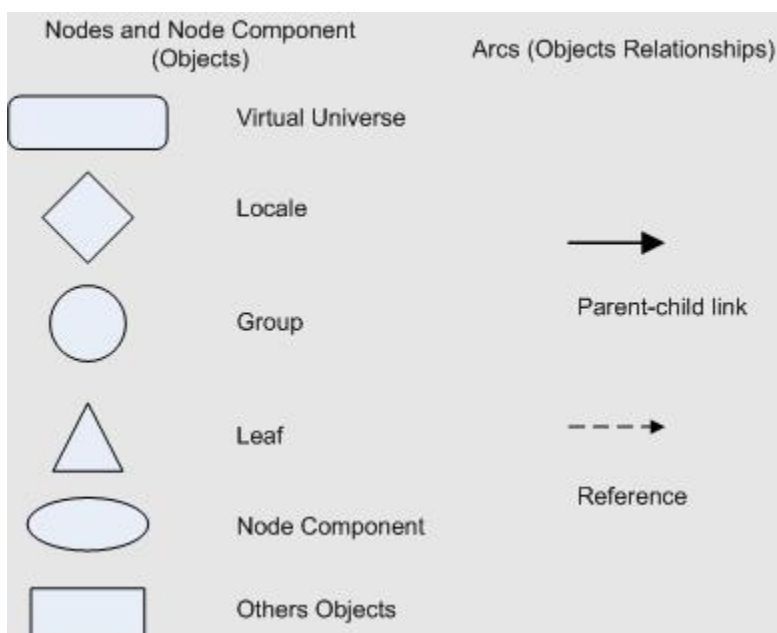 Nodes and Node Component
(Objects)
Arcs (Objects Relationships)
Virtual Universe
Locale
Group
Parent-child link
Leaf
Reference
Node Component
Others Objects